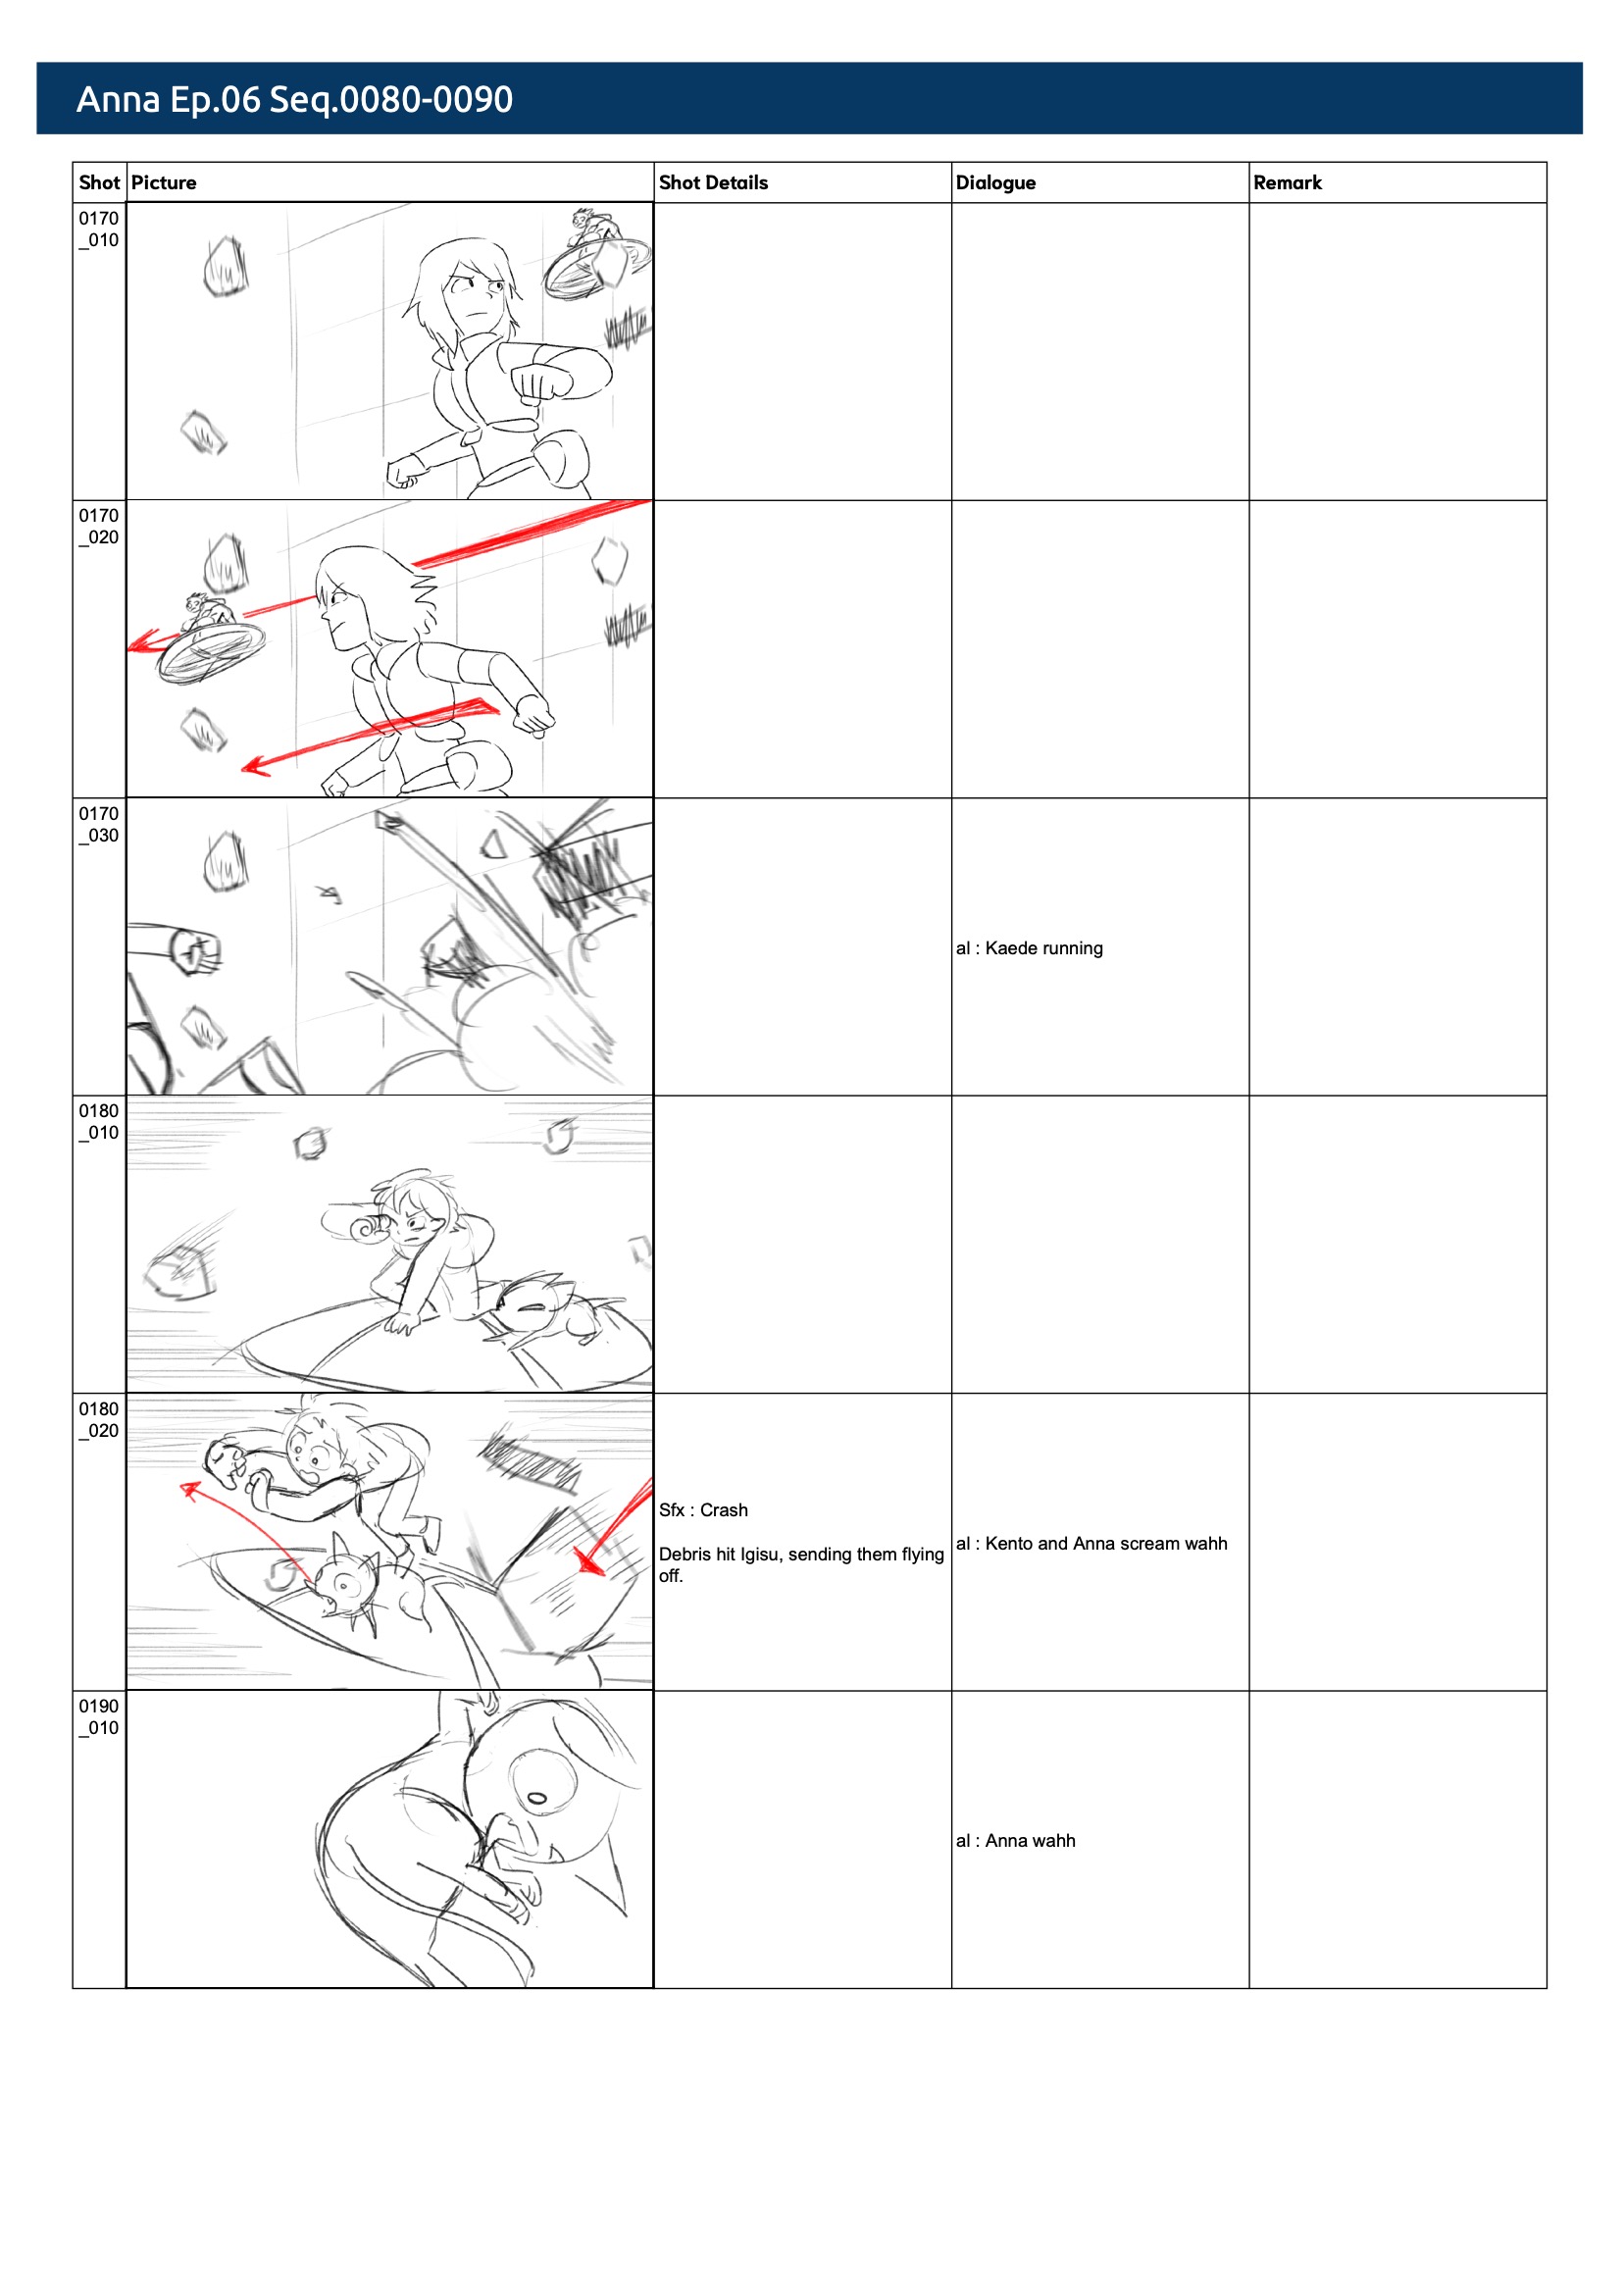 Anna Ep.06 Seq.0080-0090
Shot Picture Shot Details Dialogue Remark
0170
_010
0170
_020
0170
_030
al : Kaede running
0180
_010
0180
_020
Sfx : Crash
Debris hit Igisu, sending them flying
off.
al : Kento and Anna scream wahh
0190
_010
al : Anna wahh